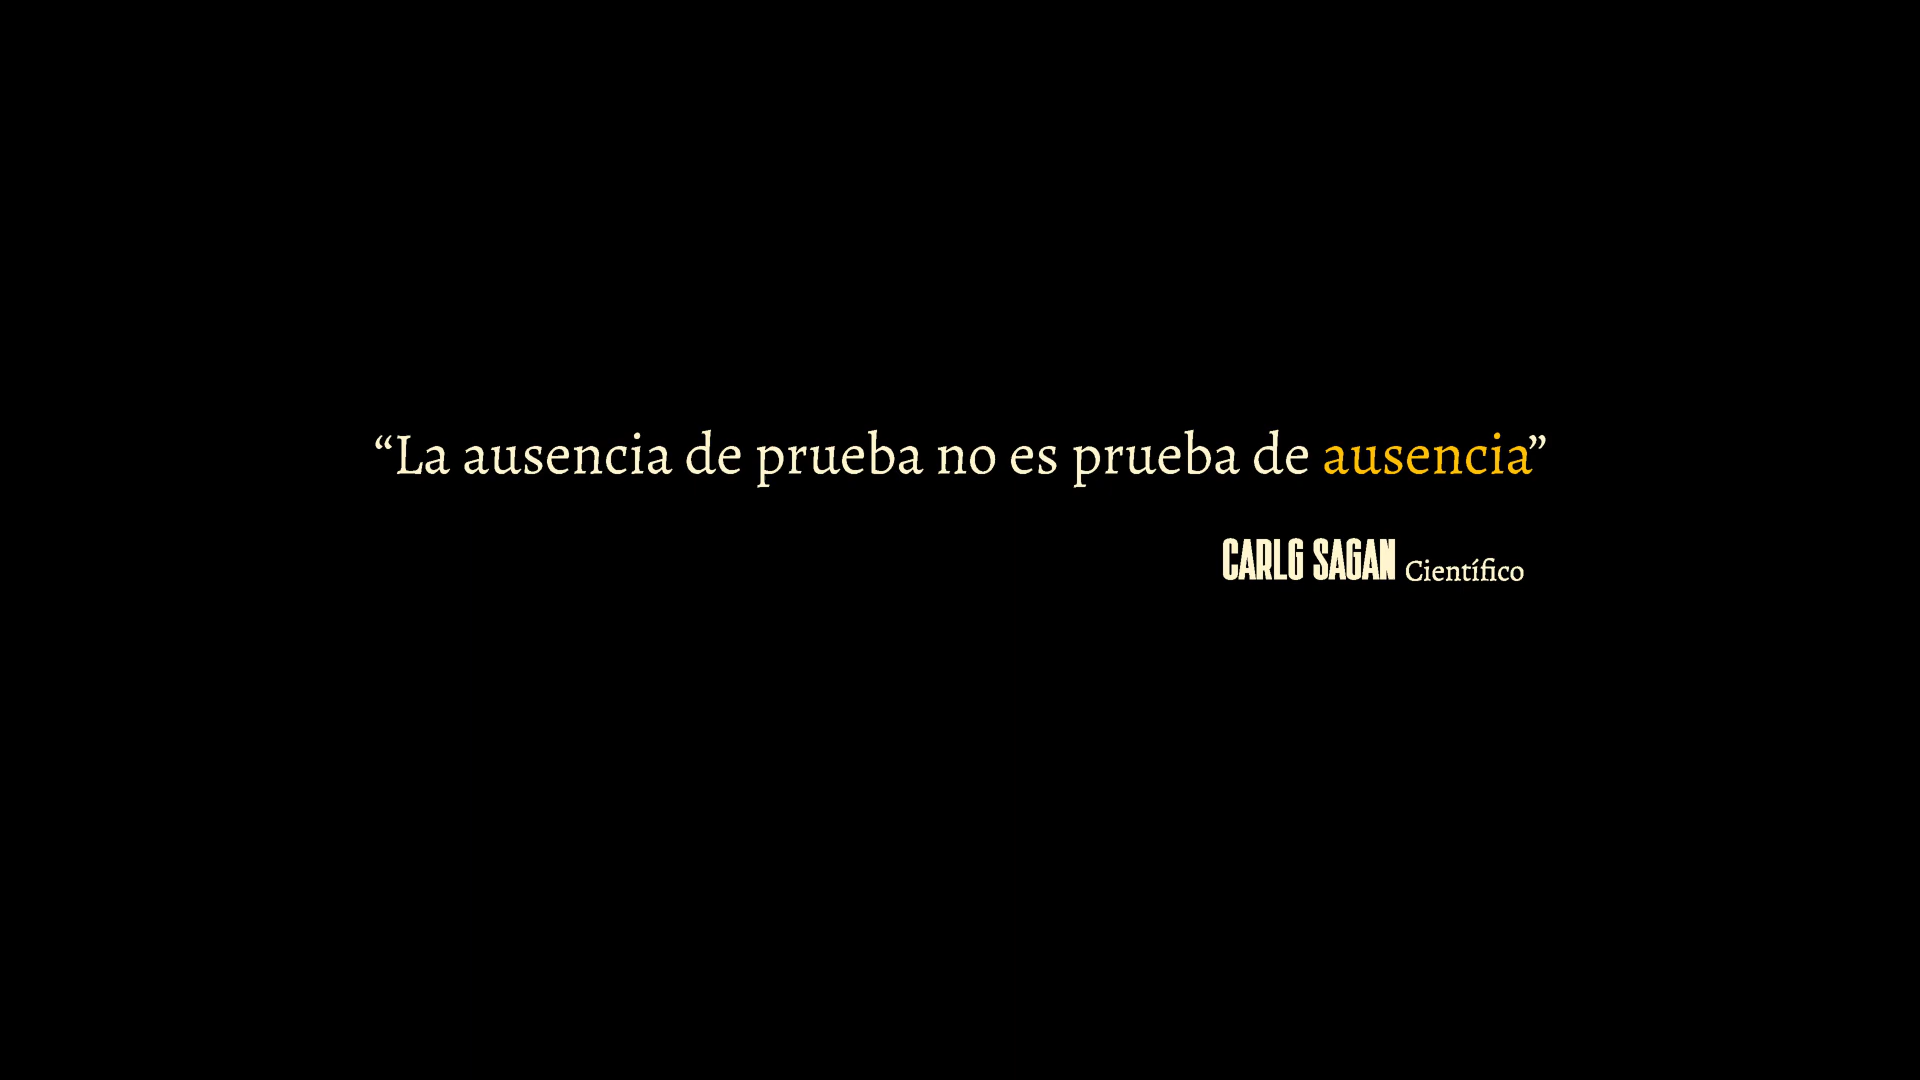 “La ausencia de prueba no es prueba de ausencia”
CARLG SAGAN Científico